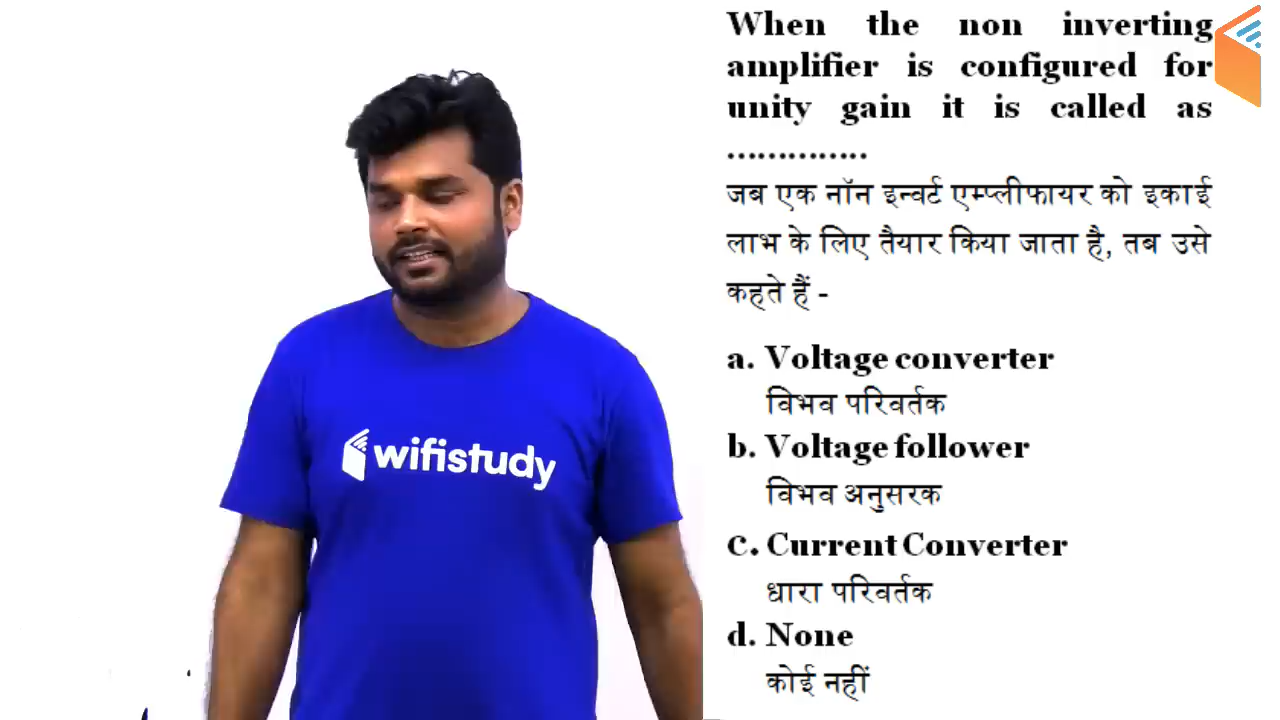 When the non inverting
amplifier is configured for
unity gain it is called as
..............
जब एक नॉन इन्वर्ट एम्प्लीफायर को इकाई
लाभ के लिए तैयार किया जाता है, तब उसे
कहते हैं -
a. Voltage converter
विभव परिवर्तक
b. Voltage follower
विभव अनुसरक
c. Current Converter
धारा परिवर्तक
d. None
कोई नहीं
wifistudy